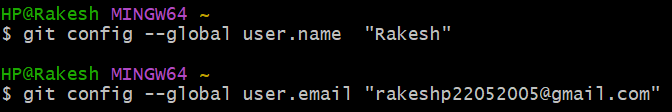 HP@Rakesh MINGW64 ~
$ git config --global user.name  "Rakesh"
HP@Rakesh MINGW64 ~
$ git config --global user.email "rakeshp22052005@gmail.com"